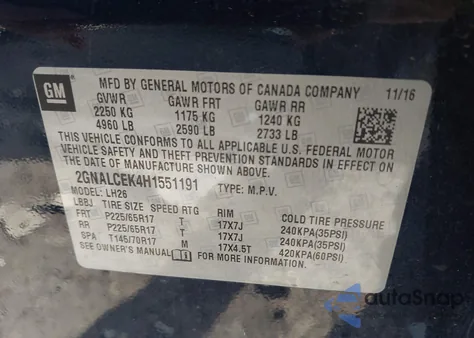 GM
MFD BY GENERAL MOTORS OF CANADA COMPANY 11/16
GVWR GAWR FRT GAWR RR
2250 KG 1175 KG 1240 KG
4960 LB 2590 LB 2733 LB
THIS VEHICLE CONFORMS TO ALL APPLICABLE U.S. FEDERAL MOTOR
VEHICLE SAFETY AND THEFT PREVENTION STANDARDS IN EFFECT
ON THE DATE OF MANUFACTURE SHOWN ABOVE.
2GNALCEK4H1551191 TYPE: M.P.V.
MODEL: LH26
LBBJ TIRE SIZE SPEED RTG RIM COLD TIRE PRESSURE
FRT P225/65R17 T 17X7J 240KPA(35PSI)
RR P225/65R17 T 17X7J 240KPA(35PSI)
SPA T145/70R17 M 17X4.5T 420KPA(60PSI)
SEE OWNER'S MANUAL FOR MORE INFORMATION.
autoSnap